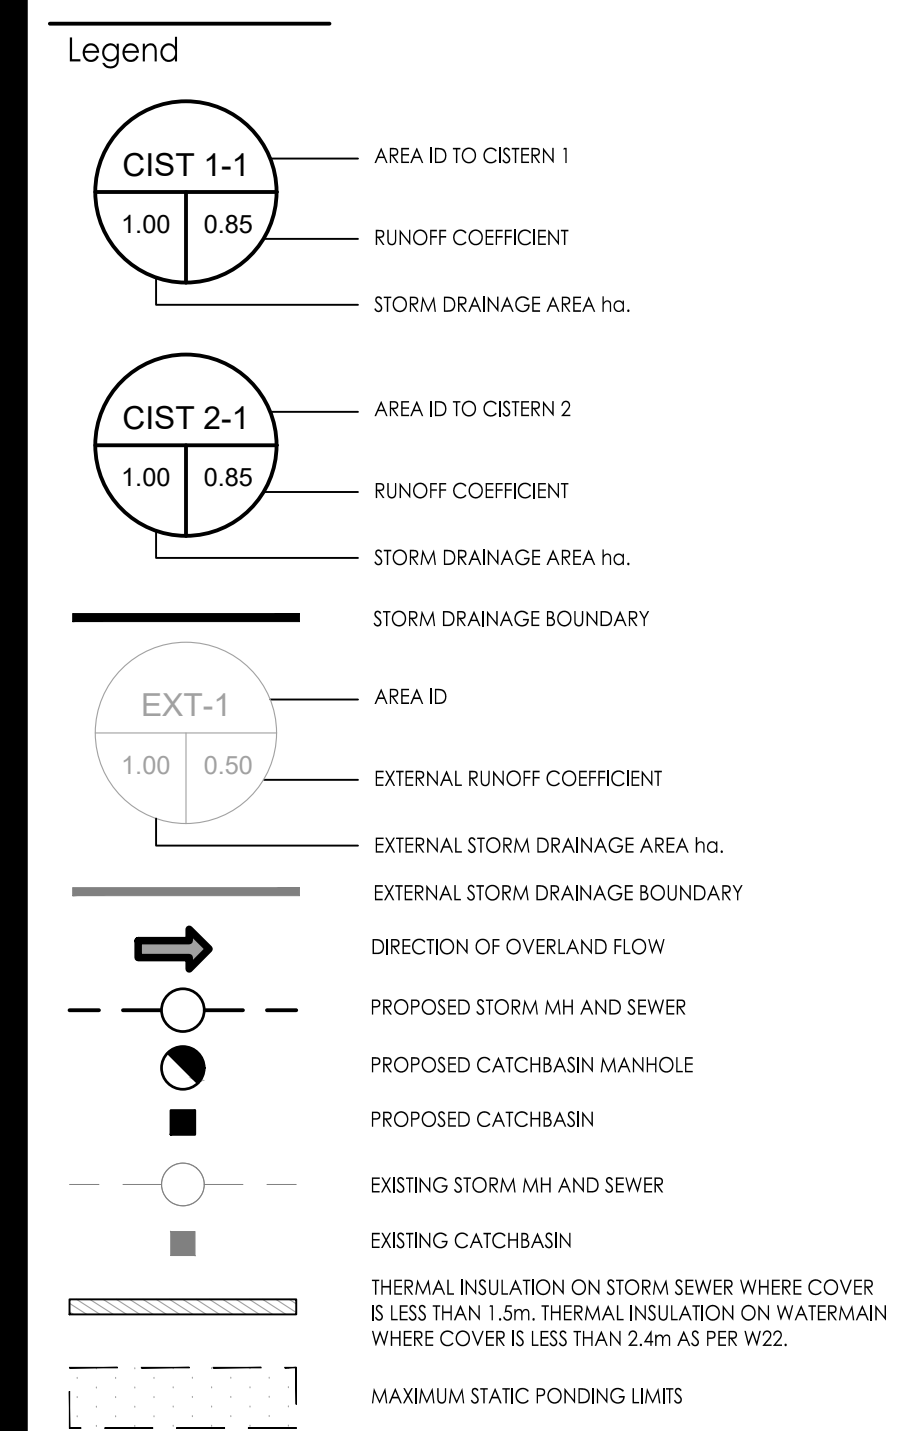 Legend
CIST 1-1
AREA ID TO CISTERN 1
1.00 0.85
RUNOFF COEFFICIENT
STORM DRAINAGE AREA ha.
CIST 2-1
AREA ID TO CISTERN 2
1.00 0.85
RUNOFF COEFFICIENT
STORM DRAINAGE AREA ha.
STORM DRAINAGE BOUNDARY
EXT-1
AREA ID
1.00 0.50
EXTERNAL RUNOFF COEFFICIENT
EXTERNAL STORM DRAINAGE AREA ha.
EXTERNAL STORM DRAINAGE BOUNDARY
DIRECTION OF OVERLAND FLOW
PROPOSED STORM MH AND SEWER
PROPOSED CATCHBASIN MANHOLE
PROPOSED CATCHBASIN
EXISTING STORM MH AND SEWER
EXISTING CATCHBASIN
THERMAL INSULATION ON STORM SEWER WHERE COVER
IS LESS THAN 1.5m. THERMAL INSULATION ON WATERMAIN
WHERE COVER IS LESS THAN 2.4m AS PER W22.
MAXIMUM STATIC PONDING LIMITS